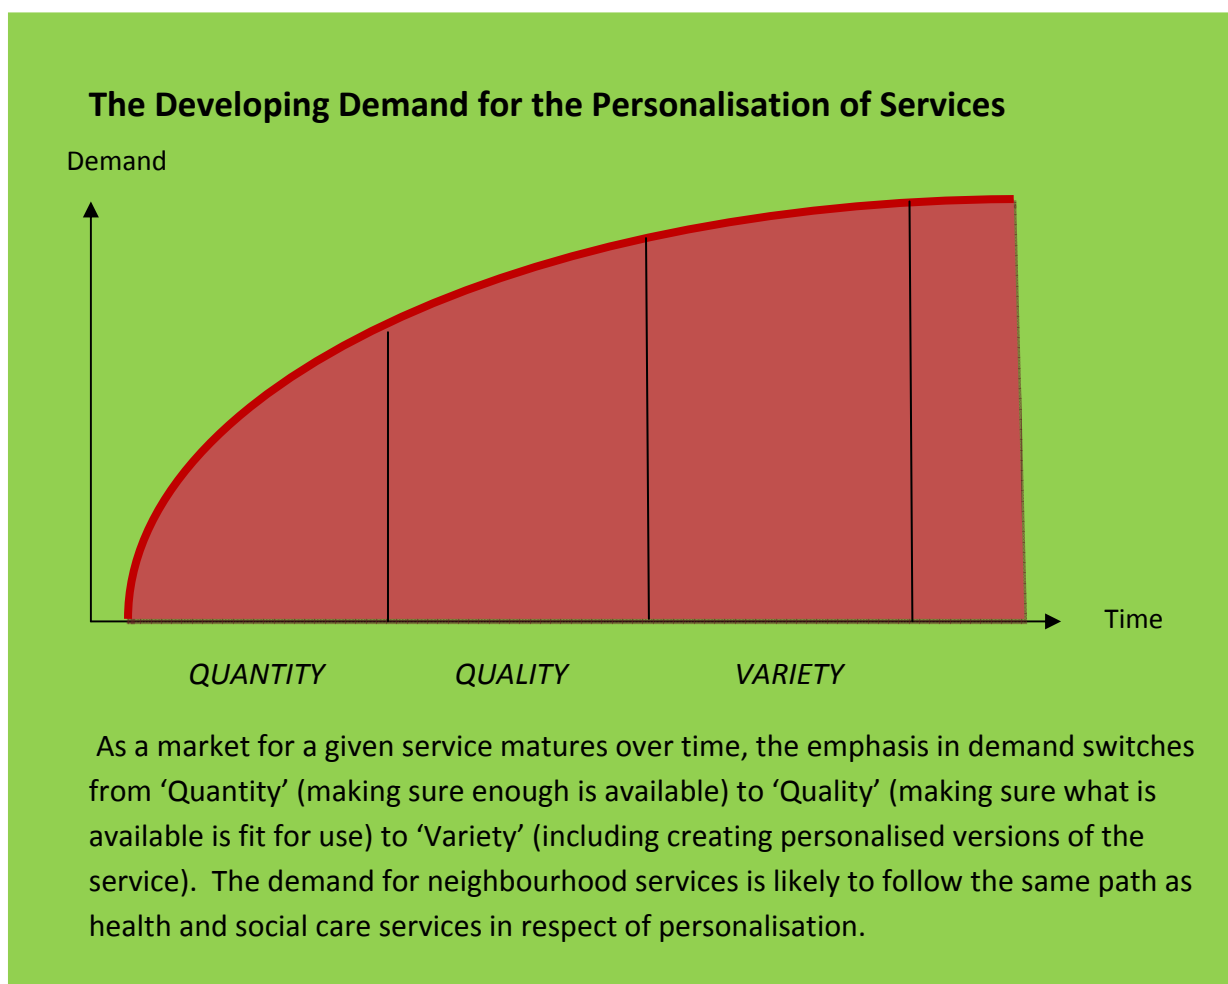 The Developing Demand for the Personalisation of Services
Demand
Time
QUANTITY QUALITY VARIETY
As a market for a given service matures over time, the emphasis in demand switches
from ‘Quantity’ (making sure enough is available) to ‘Quality’ (making sure what is
available is fit for use) to ‘Variety’ (including creating personalised versions of the
service).  The demand for neighbourhood services is likely to follow the same path as
health and social care services in respect of personalisation.